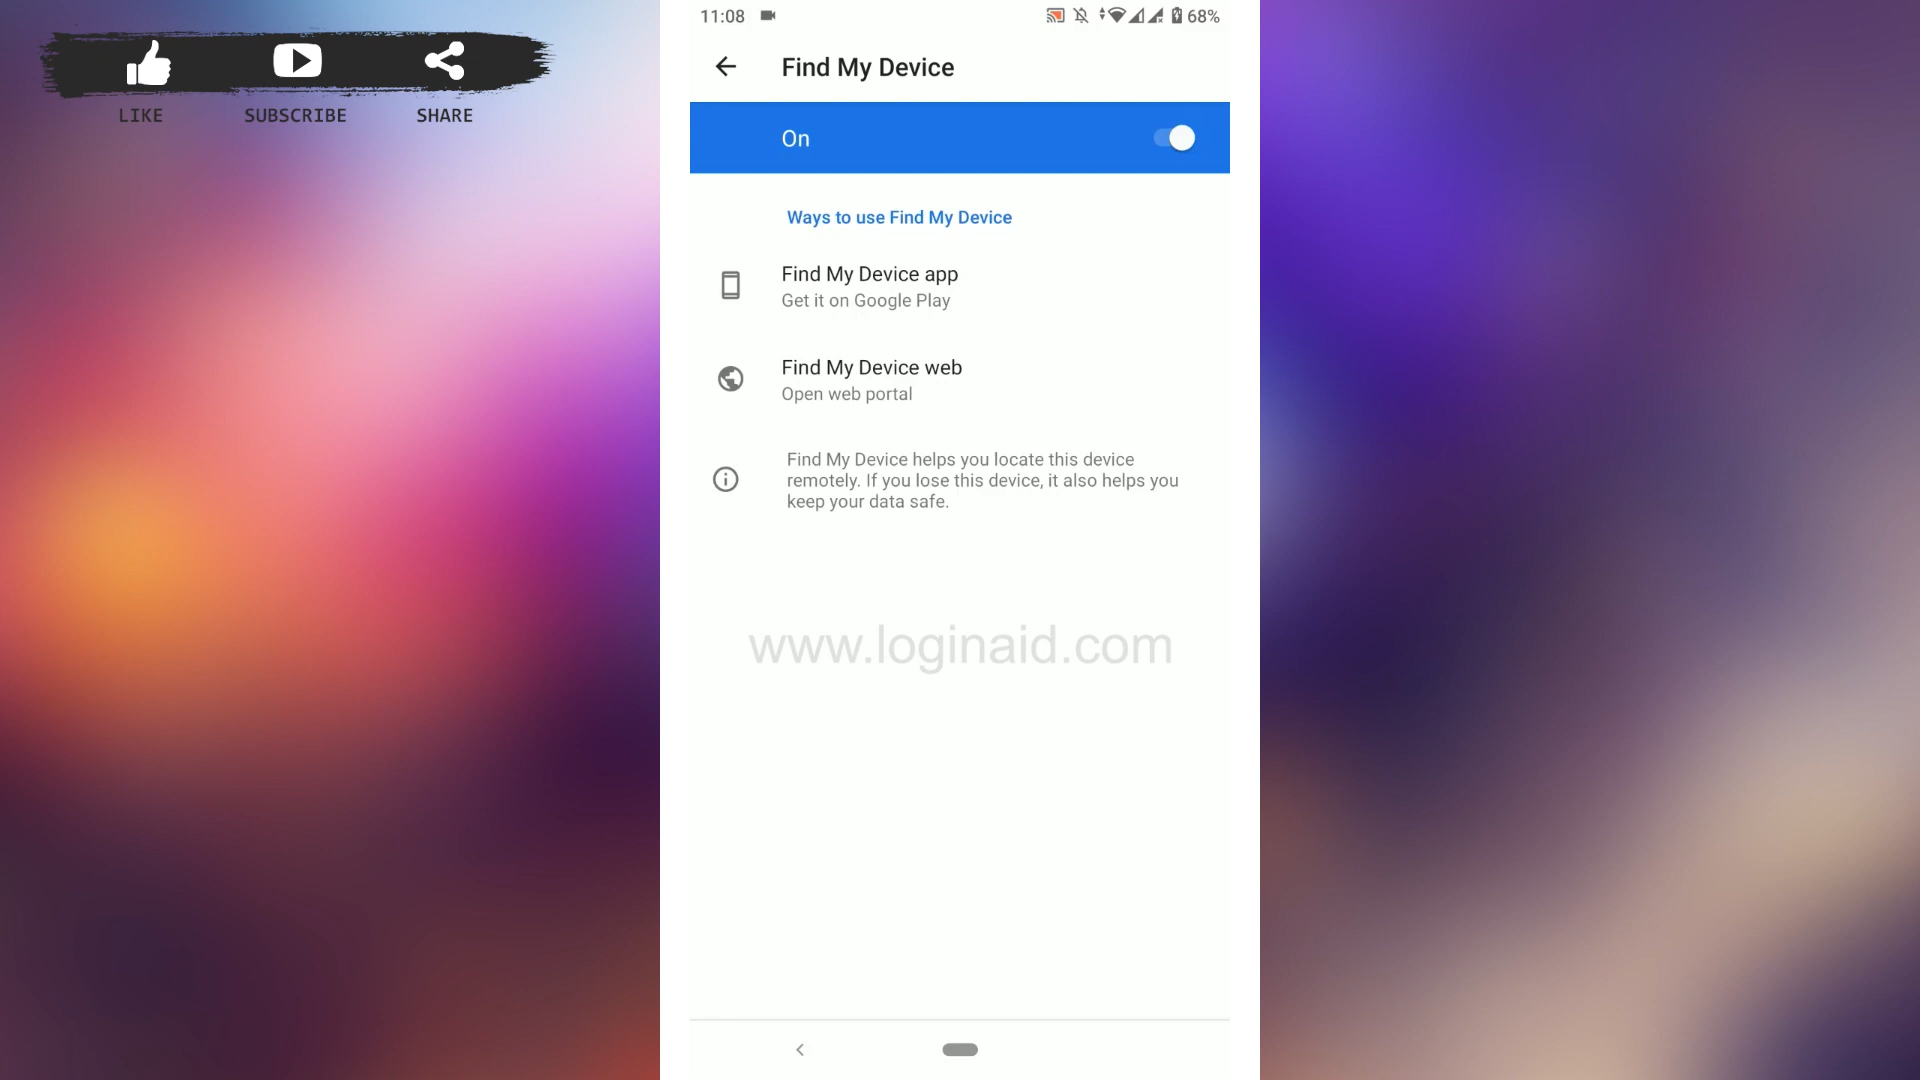 LIKE SUBSCRIBE SHARE
11:08 68%
Find My Device
On
Ways to use Find My Device
Find My Device app
Get it on Google Play
Find My Device web
Open web portal
Find My Device helps you locate this device
remotely. If you lose this device, it also helps you
keep your data safe.
www.loginaid.com